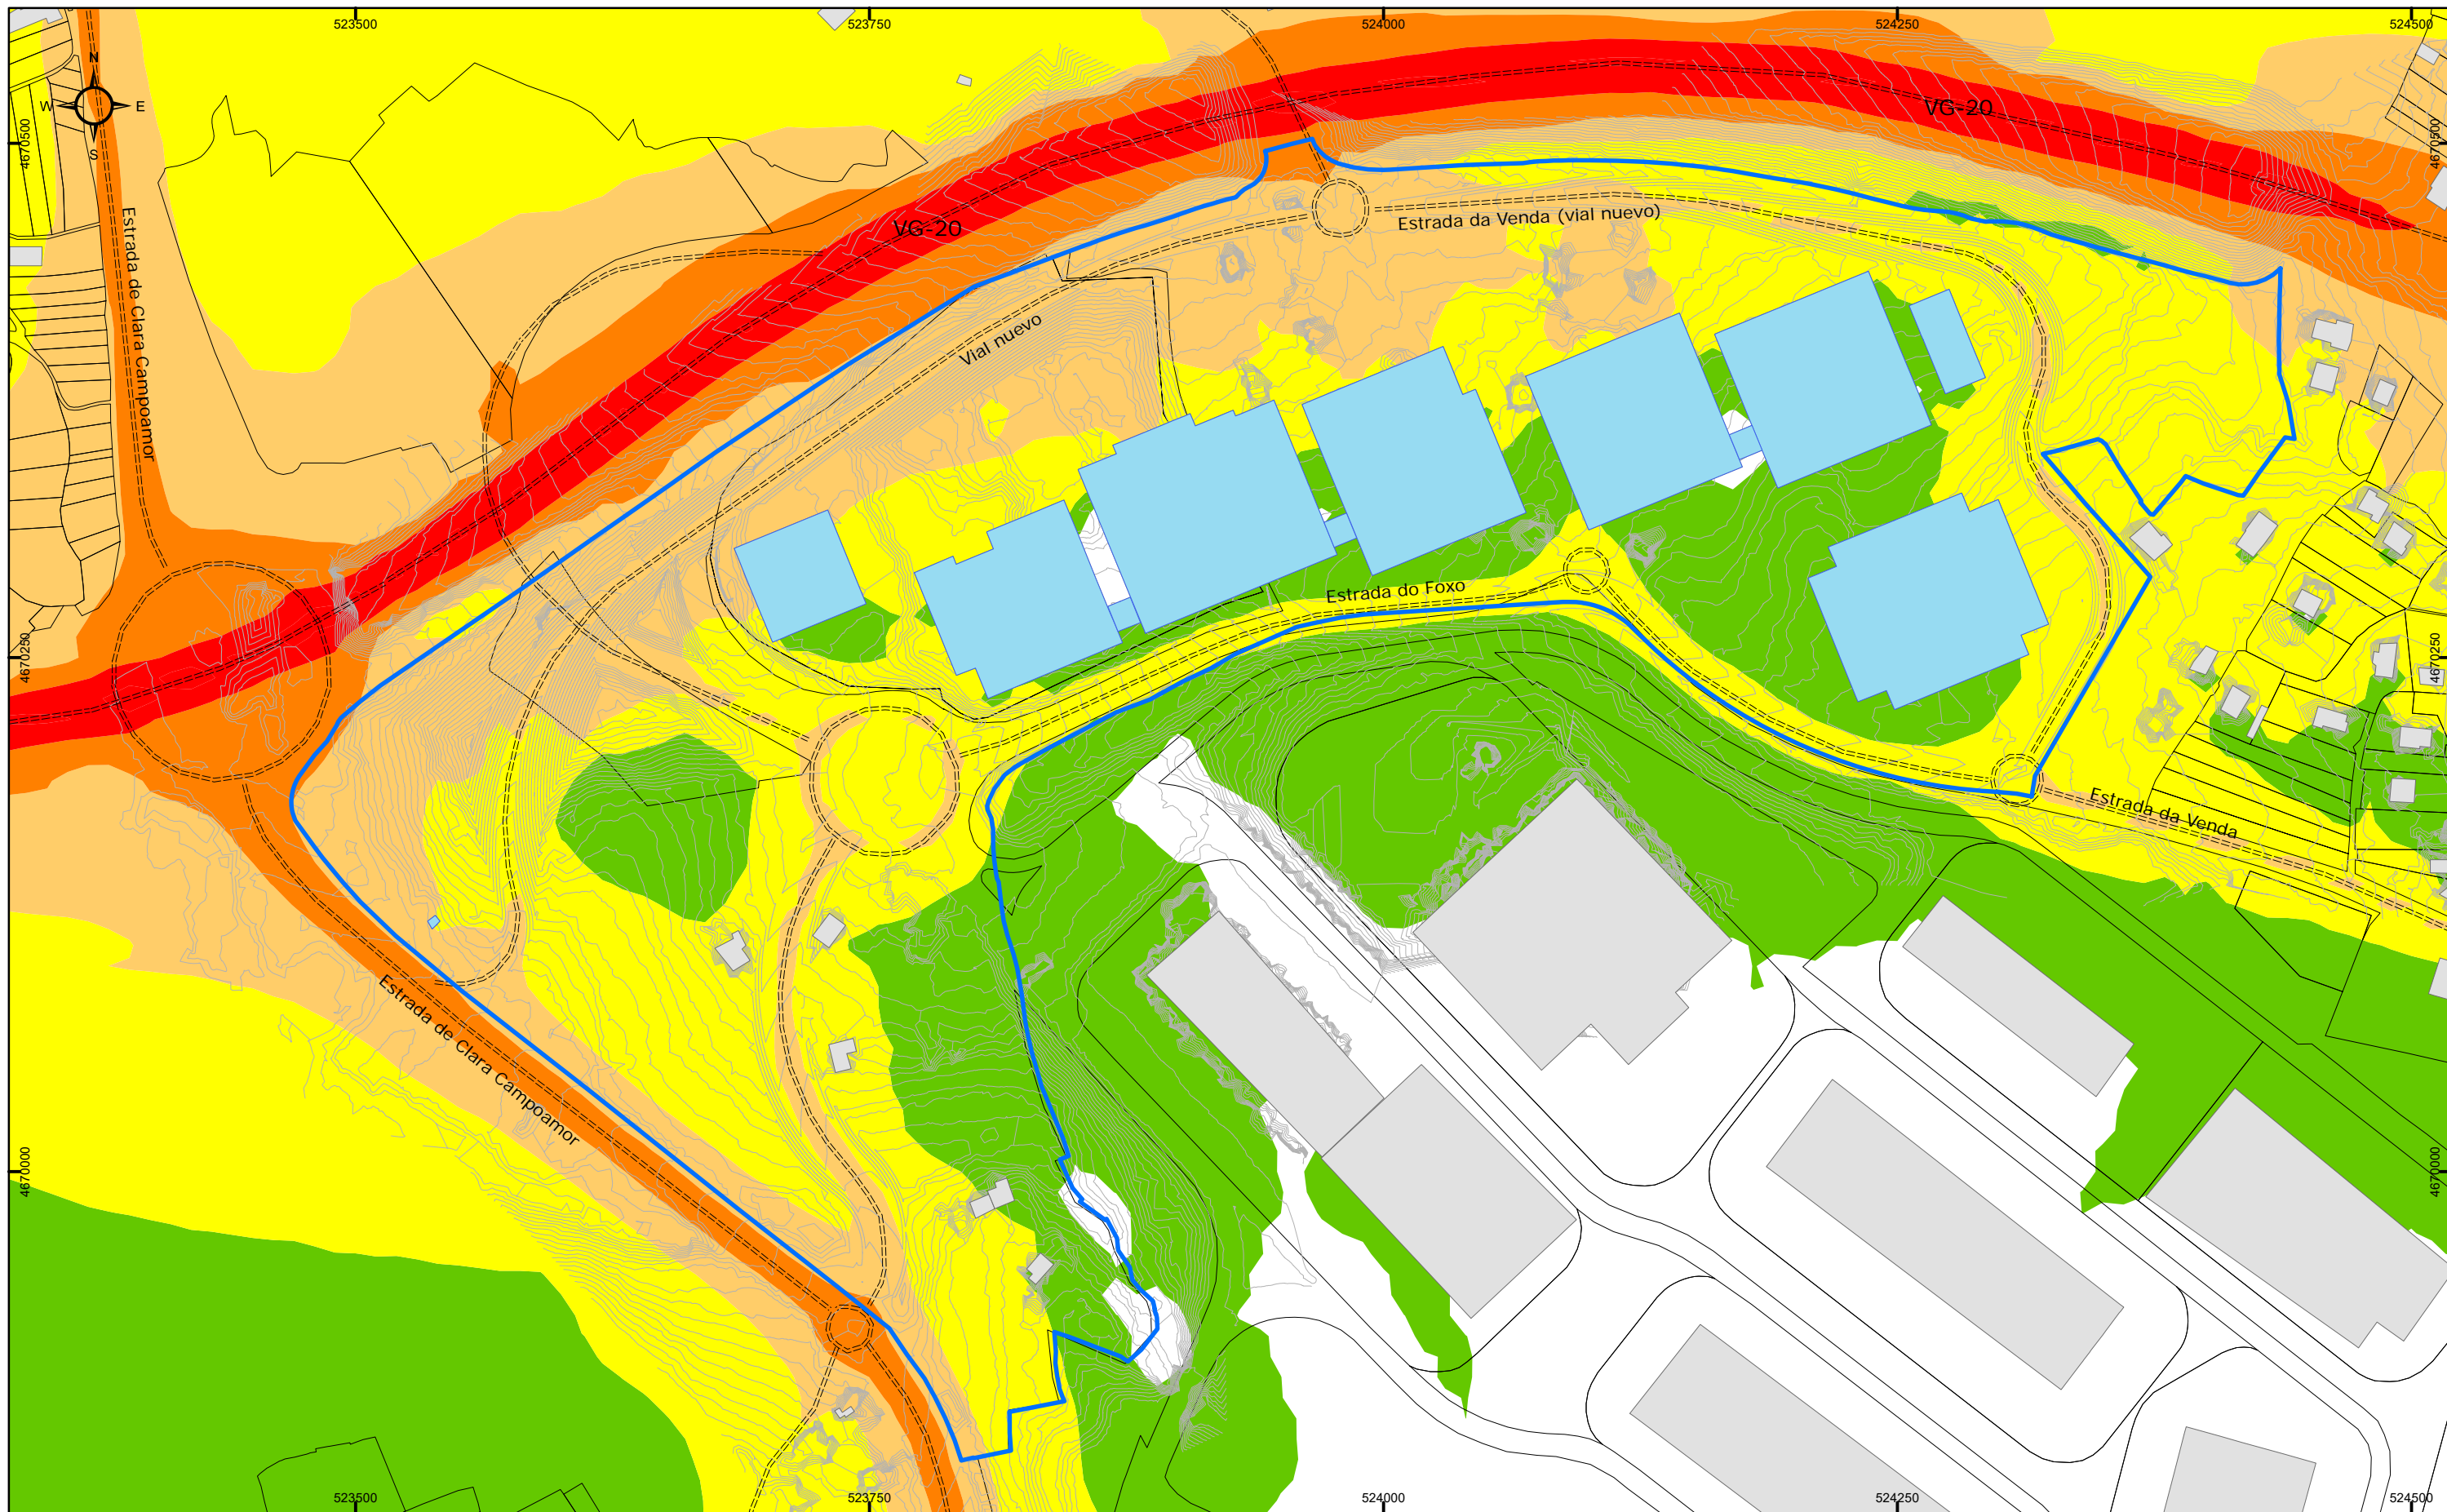 523500
523750
524000
524250
524500
N
W
E
S
VG-20
4670500
4670500
Estrada da Venda (vial nuevo)
VG-20
Estrada de Clara Campoamor
Vial nuevo
Estrada do Foxo
4670250
4670250
Estrada da Venda
Estrada de Clara Campoamor
4670000
4670000
523500
523750
524000
524250
524500